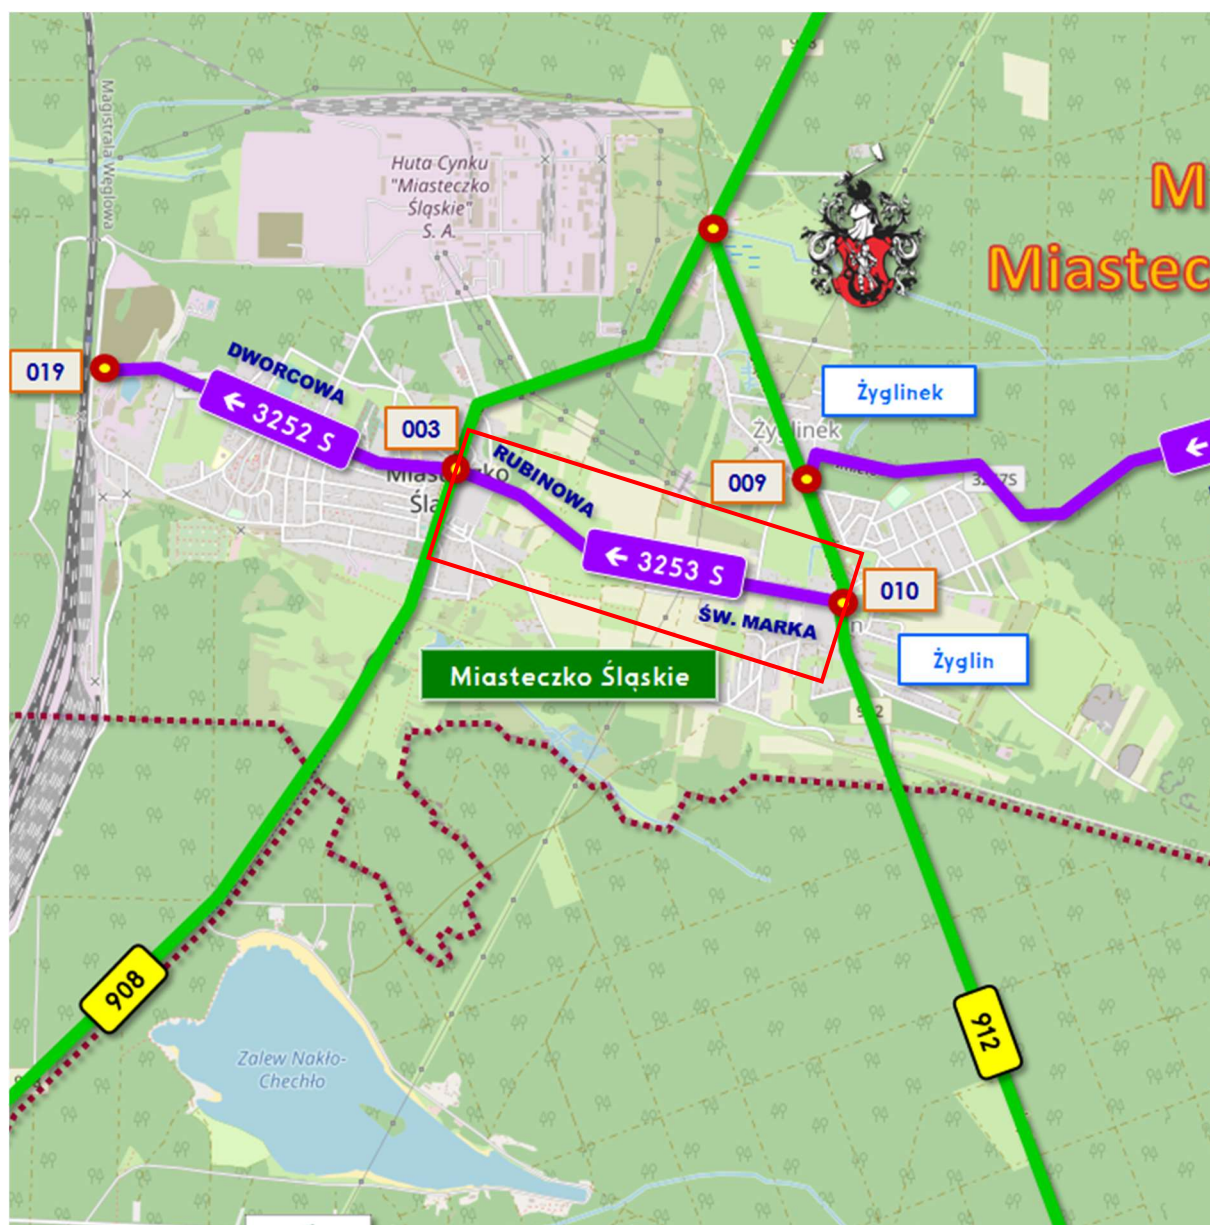 Magistrala Węglowa
Huta Cynku
"Miasteczko
Śląskie"
S. A.
M
Miastec
019
DWORCOWA
← 3252 S
003
RUBINOWA
Żyglinek
Żyglinek
009
←
← 3253 S
010
ŚW. MARKA
Żyglin
Miasteczko Śląskie
908
912
Zalew Nakło-
Chechło